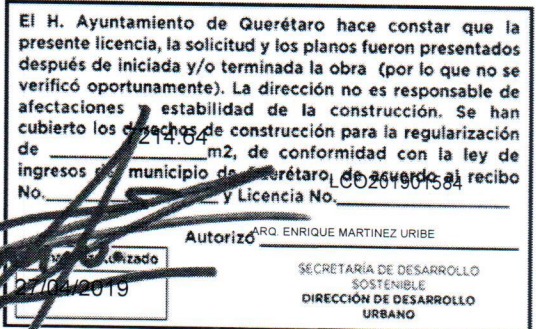 El H. Ayuntamiento de Querétaro hace constar que la
presente licencia, la solicitud y los planos fueron presentados
después de iniciada y/o terminada la obra (por lo que no se
verificó oportunamente). La dirección no es responsable de
afectaciones y estabilidad de la construcción. Se han
cubierto los derechos de construcción para la regularización
de 7214.64 m2, de conformidad con la ley de
ingresos municipio de Querétaro, de acuerdo al recibo
No. y Licencia No. LCO201901584
Autorizó ARQ. ENRIQUE MARTINEZ URIBE
27/04/2019
SECRETARÍA DE DESARROLLO
SOSTENIBLE
DIRECCIÓN DE DESARROLLO
URBANO